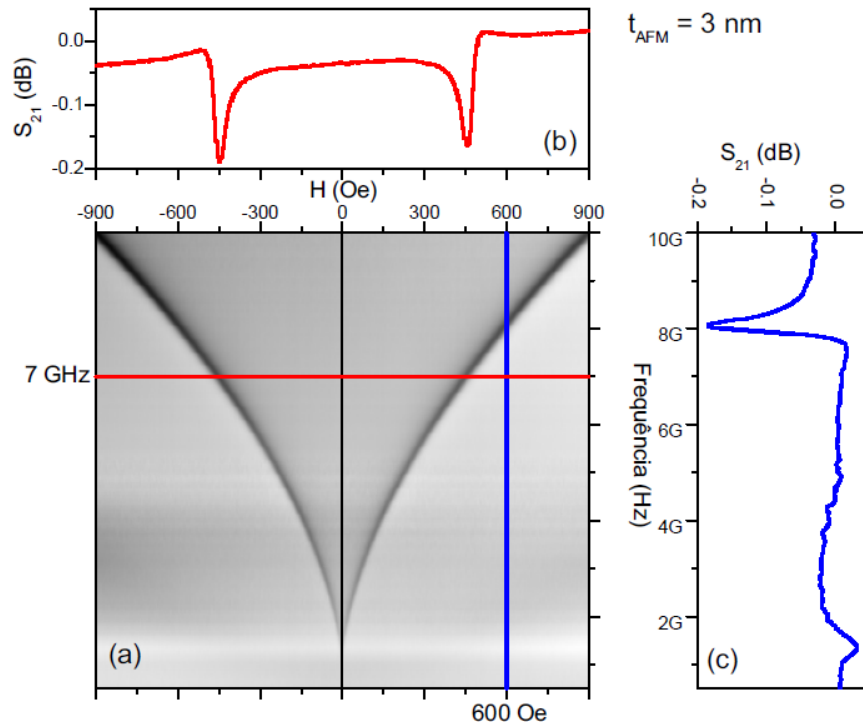 t_AFM = 3 nm
S₂₁ (dB)
0.0
-0.1
-0.2
(b)
H (Oe)
-900 -600 -300 0 300 600 900
7 GHz
(a)
600 Oe
S₂₁ (dB)
-0.2 -0.1 0.0
10G
8G
6G
4G
2G
Frequência (Hz)
(c)